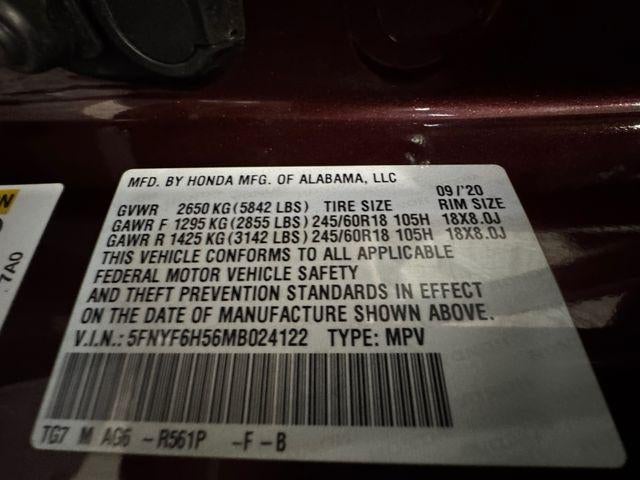 MFD. BY HONDA MFG. OF ALABAMA, LLC 09/'20
GVWR 2650 KG(5842 LBS) TIRE SIZE RIM SIZE
GAWR F 1295 KG(2855 LBS)245/60R18 105H 18X8.0J
GAWR R 1425 KG(3142 LBS)245/60R18 105H 18X8.0J
THIS VEHICLE CONFORMS TO ALL APPLICABLE
FEDERAL MOTOR VEHICLE SAFETY
AND THEFT PREVENTION STANDARDS IN EFFECT
ON THE DATE OF MANUFACTURE SHOWN ABOVE.
V.I.N.: 5FNYF6H56MB024122 TYPE: MPV
TG7 M AG6 -R561P -F-B
7A0